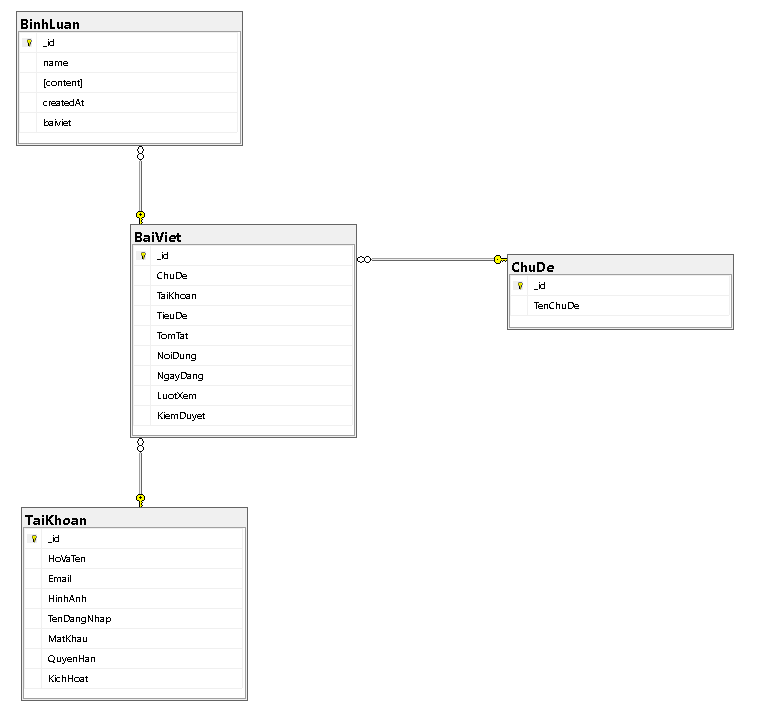 BinhLuan
_id
name
[content]
createdAt
baiviet
BaiViet
_id
ChuDe
TaiKhoan
TieuDe
TomTat
NoiDung
NgayDang
LuotXem
KiemDuyet
ChuDe
_id
TenChuDe
TaiKhoan
_id
HoVaTen
Email
HinhAnh
TenDangNhap
MatKhau
QuyenHan
KichHoat